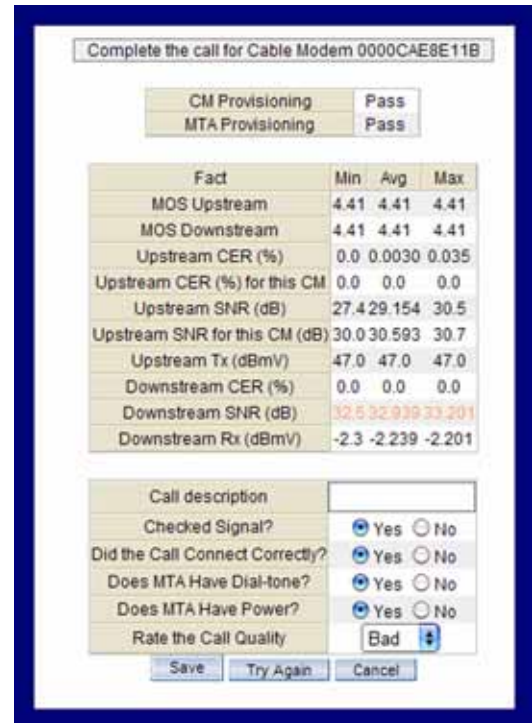 Complete the call for Cable Modem 0000CAE8E11B
CM Provisioning Pass
MTA Provisioning Pass
Fact Min Avg Max
MOS Upstream 4.41 4.41 4.41
MOS Downstream 4.41 4.41 4.41
Upstream CER (%) 0.0 0.0030 0.035
Upstream CER (%) for this CM 0.0 0.0 0.0
Upstream SNR (dB) 27.4 29.154 30.5
Upstream SNR for this CM (dB) 30.0 30.593 30.7
Upstream Tx (dBmV) 47.0 47.0 47.0
Downstream CER (%) 0.0 0.0 0.0
Downstream SNR (dB) 32.5 32.939 33.201
Downstream Rx (dBmV) -2.3 -2.239 -2.201
Call description
Checked Signal? Yes No
Did the Call Connect Correctly? Yes No
Does MTA Have Dial-tone? Yes No
Does MTA Have Power? Yes No
Rate the Call Quality Bad
Save Try Again Cancel